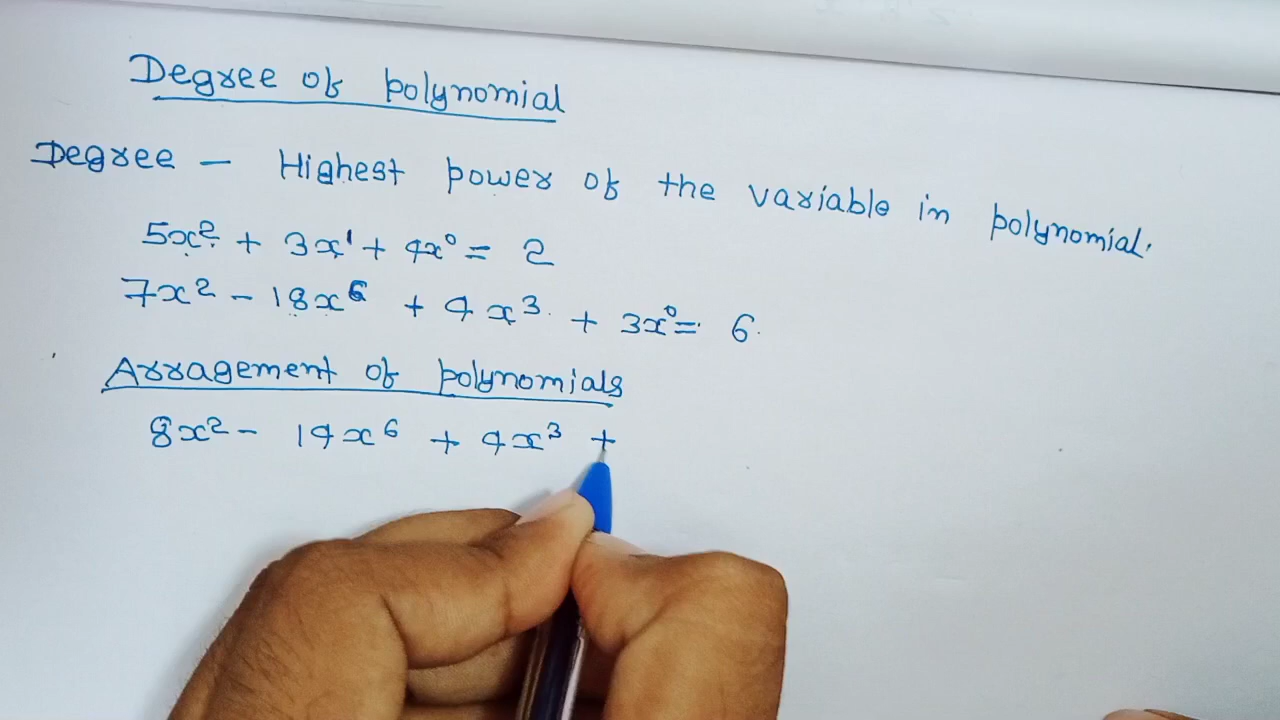 Degree of polynomial
Degree - Highest power of the variable in polynomial.
5x² + 3x¹ + 4x⁰ = 2
7x² - 18x⁶ + 4x³ + 3x⁰ = 6.
Arragement of polynomials
8x² - 14x⁶ + 4x³ +